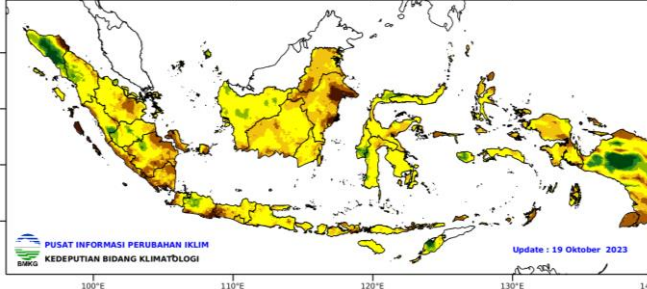 PUSAT INFORMASI PERUBAHAN IKLIM
KEDEPUTIAN BIDANG KLIMATOLOGI
BMKG
Update : 19 Oktober 2023
100°E
110°E
120°E
130°E